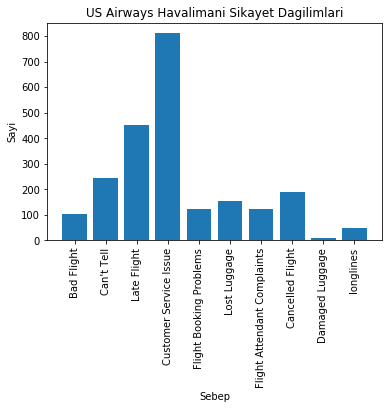 US Airways Havalimani Sikayet Dagilimlari
Sayi
800
700
600
500
400
300
200
100
0
Bad Flight
Can't Tell
Late Flight
Customer Service Issue
Flight Booking Problems
Lost Luggage
Flight Attendant Complaints
Cancelled Flight
Damaged Luggage
longlines
Sebep